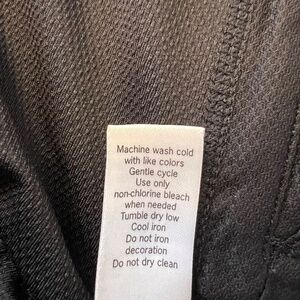 Machine wash cold
with like colors
Gentle cycle
Use only
non-chlorine bleach
when needed
Tumble dry low
Cool iron
Do not iron
decoration
Do not dry clean